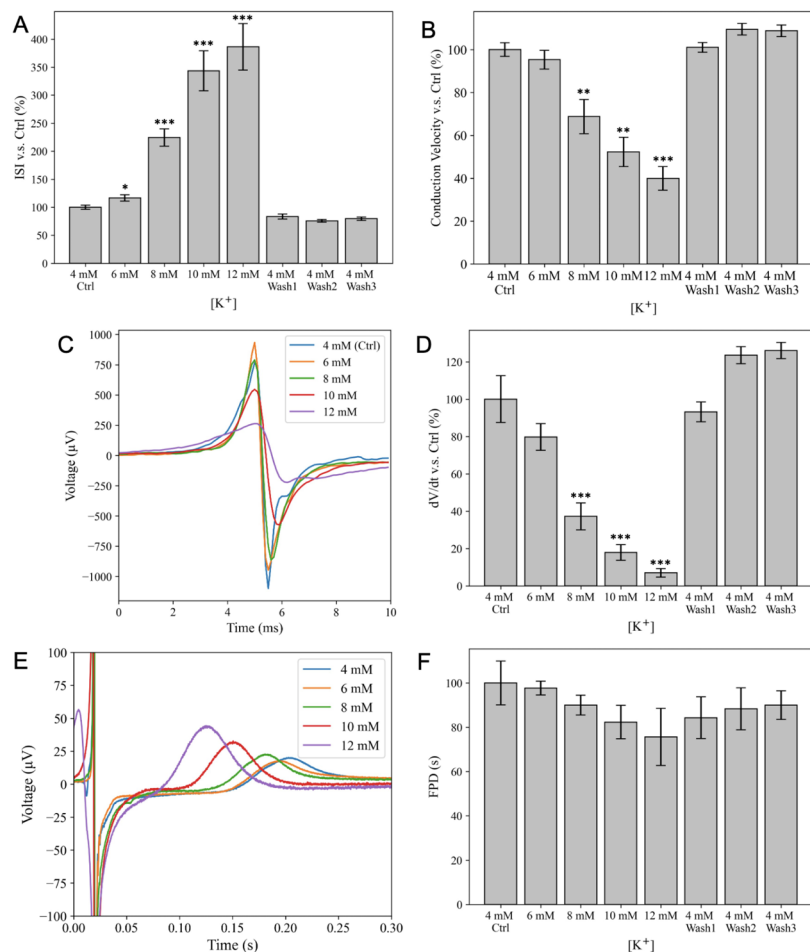 A
ISI v.s. Ctrl (%)
400
350
300
250
200
150
100
50
0
*
***
***
***
4 mM Ctrl
6 mM
8 mM
10 mM
12 mM
4 mM Wash1
4 mM Wash2
4 mM Wash3
[K+]
B
Conduction Velocity v.s. Ctrl (%)
100
80
60
40
20
0
**
**
***
4 mM Ctrl
6 mM
8 mM
10 mM
12 mM
4 mM Wash1
4 mM Wash2
4 mM Wash3
[K+]
C
Voltage (µV)
1000
750
500
250
0
−250
−500
−750
−1000
4 mM (Ctrl)
6 mM
8 mM
10 mM
12 mM
0
2
4
6
8
10
Time (ms)
D
dV/dt v.s. Ctrl (%)
120
100
80
60
40
20
0
***
***
***
4 mM Ctrl
6 mM
8 mM
10 mM
12 mM
4 mM Wash1
4 mM Wash2
4 mM Wash3
[K+]
E
Voltage (µV)
100
75
50
25
0
−25
−50
−75
−100
4 mM
6 mM
8 mM
10 mM
12 mM
0.00
0.05
0.10
0.15
0.20
0.25
0.30
Time (s)
F
FPD (s)
100
80
60
40
20
0
4 mM Ctrl
6 mM
8 mM
10 mM
12 mM
4 mM Wash1
4 mM Wash2
4 mM Wash3
[K+]